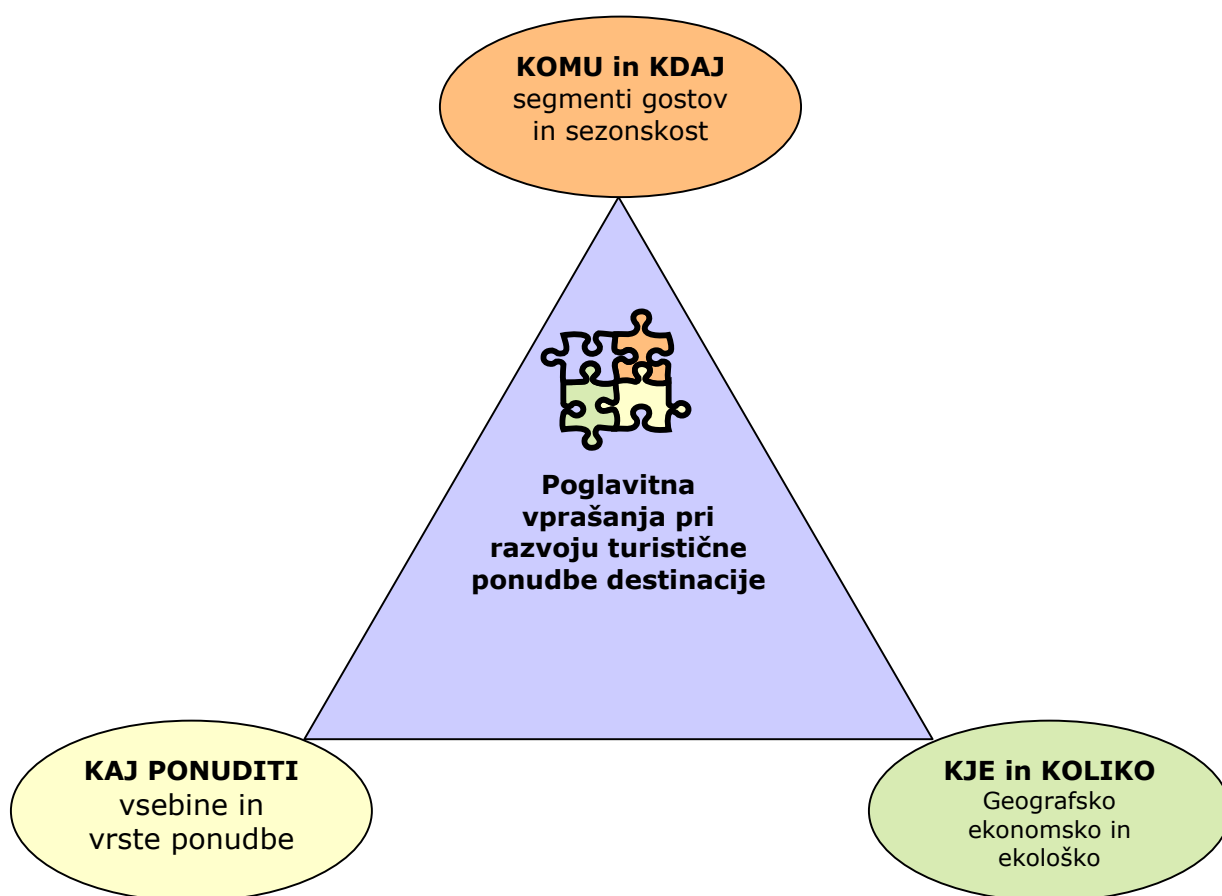 KOMU in KDAJ
segmenti gostov
in sezonskost
Poglavitna
vprašanja pri
razvoju turistične
ponudbe destinacije
KAJ PONUDITI
vsebine in
vrste ponudbe
KJE in KOLIKO
Geografsko
ekonomsko in
ekološko